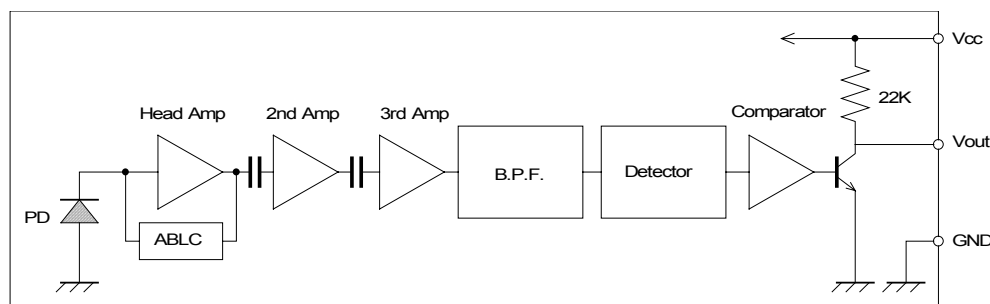 Vcc
22K
Head Amp
2nd Amp
3rd Amp
Comparator
Vout
B.P.F.
Detector
PD
ABLC
GND